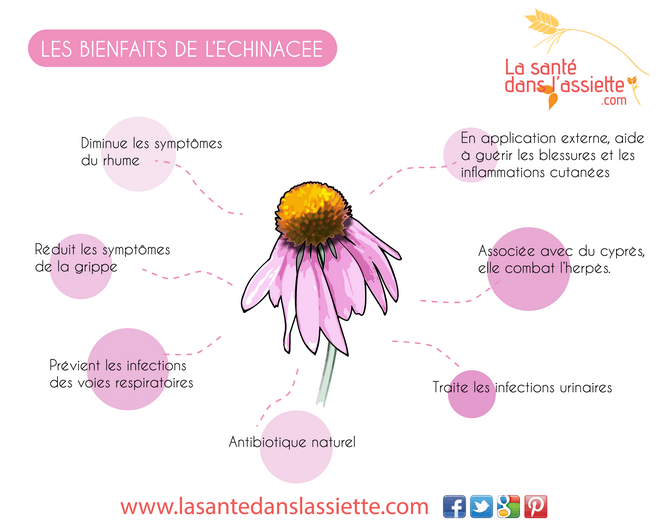 LES BIENFAITS DE L'ECHINACEE
La santé
dans l'assiette
.com
Diminue les symptômes
du rhume
En application externe, aide
à guérir les blessures et les
inflammations cutanées
Réduit les symptômes
de la grippe
Associée avec du cyprès,
elle combat l'herpès.
Prévient les infections
des voies respiratoires
Traite les infections urinaires
Antibiotique naturel
www.lasantedanslassiette.com